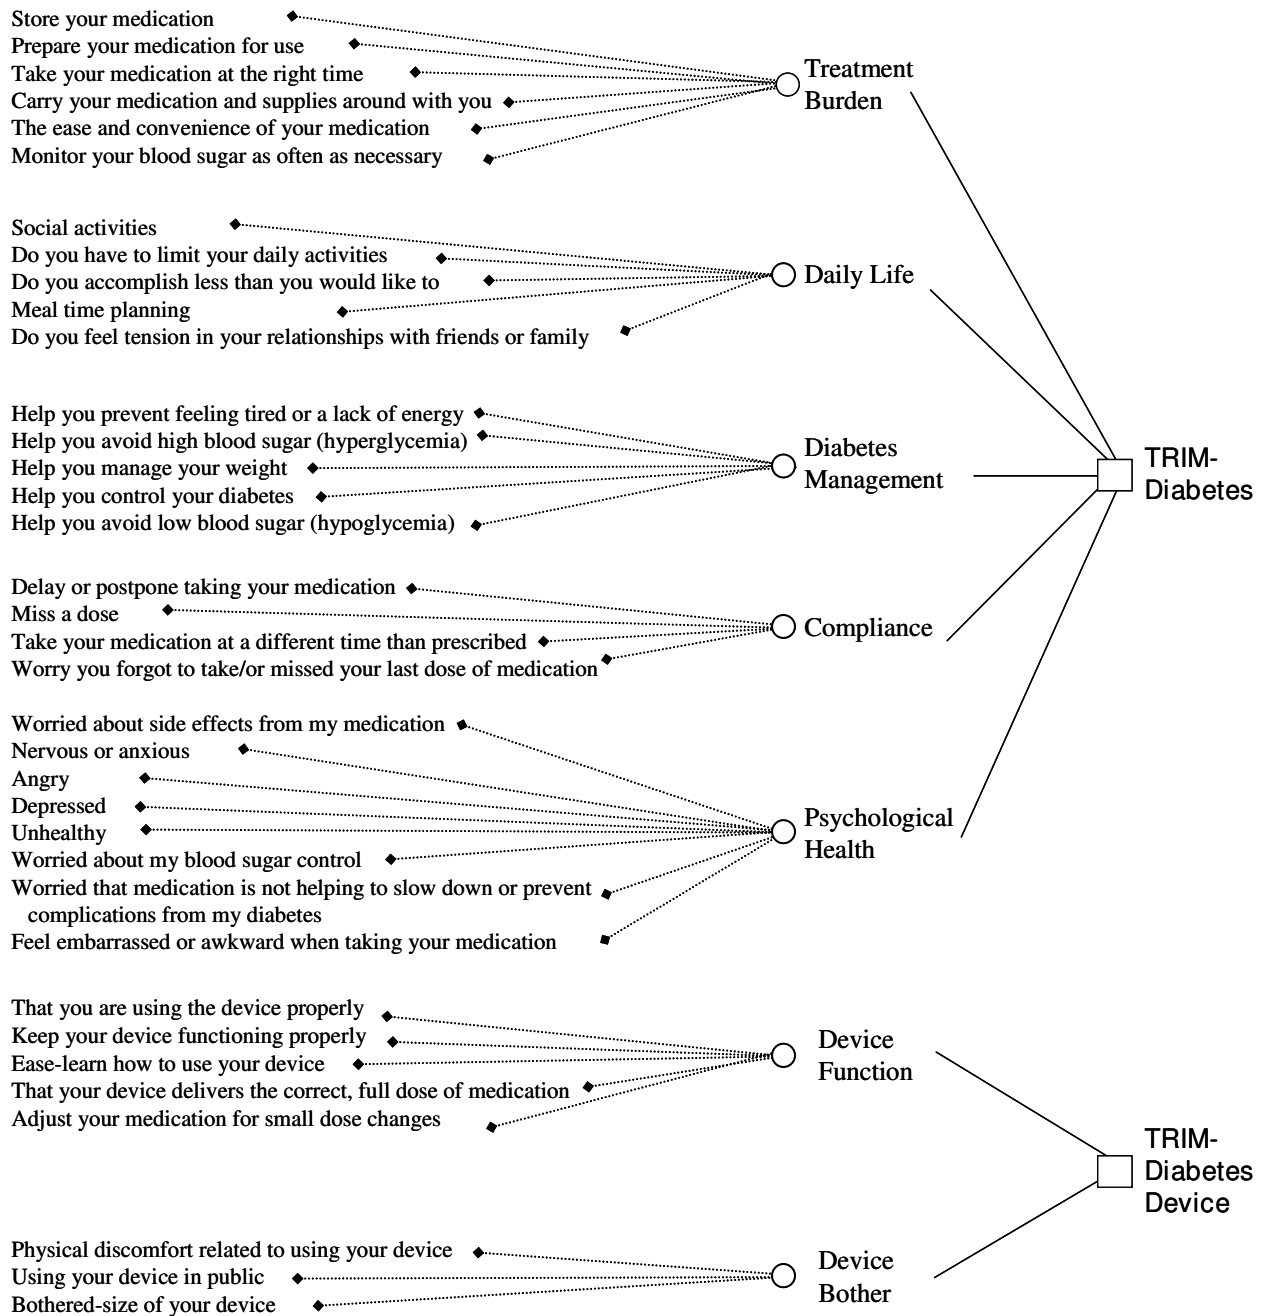 Store your medication
Prepare your medication for use
Take your medication at the right time
Carry your medication and supplies around with you
The ease and convenience of your medication
Monitor your blood sugar as often as necessary
Treatment
Burden
Social activities
Do you have to limit your daily activities
Do you accomplish less than you would like to
Meal time planning
Do you feel tension in your relationships with friends or family
Daily Life
Help you prevent feeling tired or a lack of energy
Help you avoid high blood sugar (hyperglycemia)
Help you manage your weight
Help you control your diabetes
Help you avoid low blood sugar (hypoglycemia)
Diabetes
Management
TRIM-
Diabetes
Delay or postpone taking your medication
Miss a dose
Take your medication at a different time than prescribed
Worry you forgot to take/or missed your last dose of medication
Compliance
Worried about side effects from my medication
Nervous or anxious
Angry
Depressed
Unhealthy
Worried about my blood sugar control
Worried that medication is not helping to slow down or prevent
complications from my diabetes
Feel embarrassed or awkward when taking your medication
Psychological
Health
That you are using the device properly
Keep your device functioning properly
Ease-learn how to use your device
That your device delivers the correct, full dose of medication
Adjust your medication for small dose changes
Device
Function
TRIM-
Diabetes
Device
Physical discomfort related to using your device
Using your device in public
Bothered-size of your device
Device
Bother